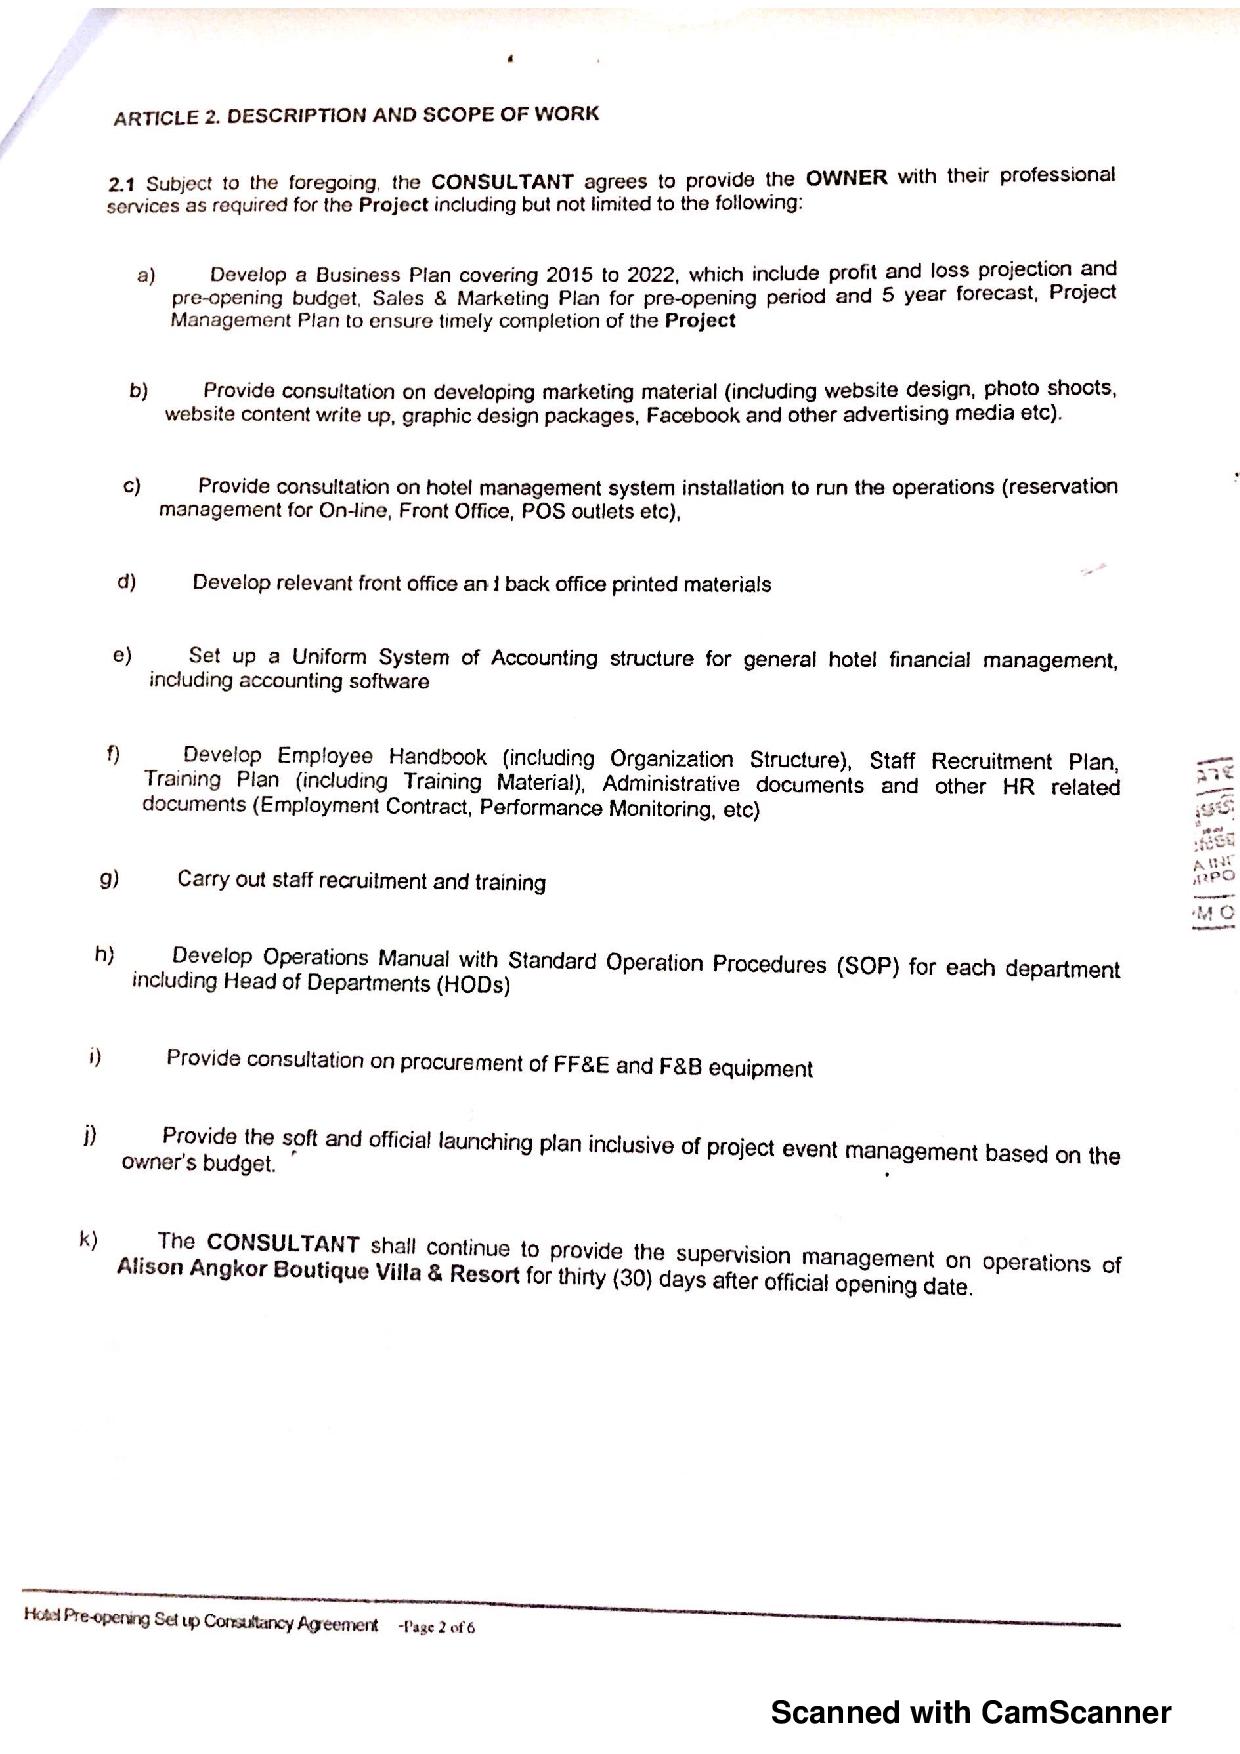 ARTICLE 2. DESCRIPTION AND SCOPE OF WORK
2.1 Subject to the foregoing, the CONSULTANT agrees to provide the OWNER with their professional
services as required for the Project including but not limited to the following:
a) Develop a Business Plan covering 2015 to 2022, which include profit and loss projection and
pre-opening budget, Sales & Marketing Plan for pre-opening period and 5 year forecast, Project
Management Plan to ensure timely completion of the Project
b) Provide consultation on developing marketing material (including website design, photo shoots,
website content write up, graphic design packages, Facebook and other advertising media etc).
c) Provide consultation on hotel management system installation to run the operations (reservation
management for On-line, Front Office, POS outlets etc),
d) Develop relevant front office and back office printed materials
e) Set up a Uniform System of Accounting structure for general hotel financial management,
including accounting software
f) Develop Employee Handbook (including Organization Structure), Staff Recruitment Plan,
Training Plan (including Training Material), Administrative documents and other HR related
documents (Employment Contract, Performance Monitoring, etc)
g) Carry out staff recruitment and training
h) Develop Operations Manual with Standard Operation Procedures (SOP) for each department
including Head of Departments (HODs)
i) Provide consultation on procurement of FF&E and F&B equipment
j) Provide the soft and official launching plan inclusive of project event management based on the
owner's budget.
k) The CONSULTANT shall continue to provide the supervision management on operations of
Alison Angkor Boutique Villa & Resort for thirty (30) days after official opening date.
Hotel Pre-opening Set up Consultancy Agreement -Page 2 of 6
Scanned with CamScanner